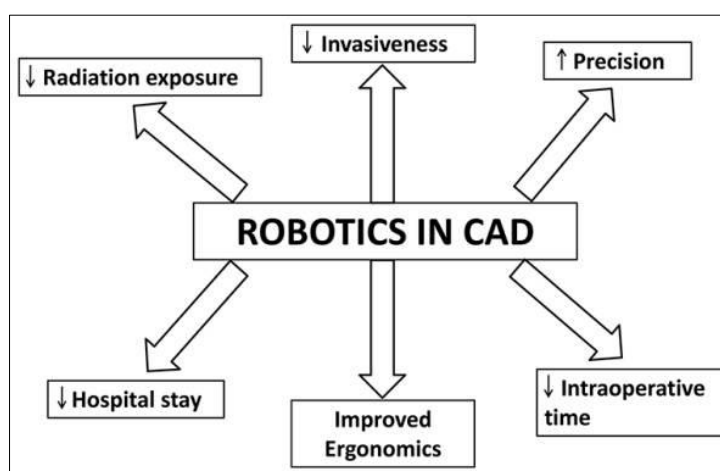 ↓ Invasiveness
↓ Radiation exposure
↑ Precision
ROBOTICS IN CAD
↓ Hospital stay
Improved
Ergonomics
↓ Intraoperative
time